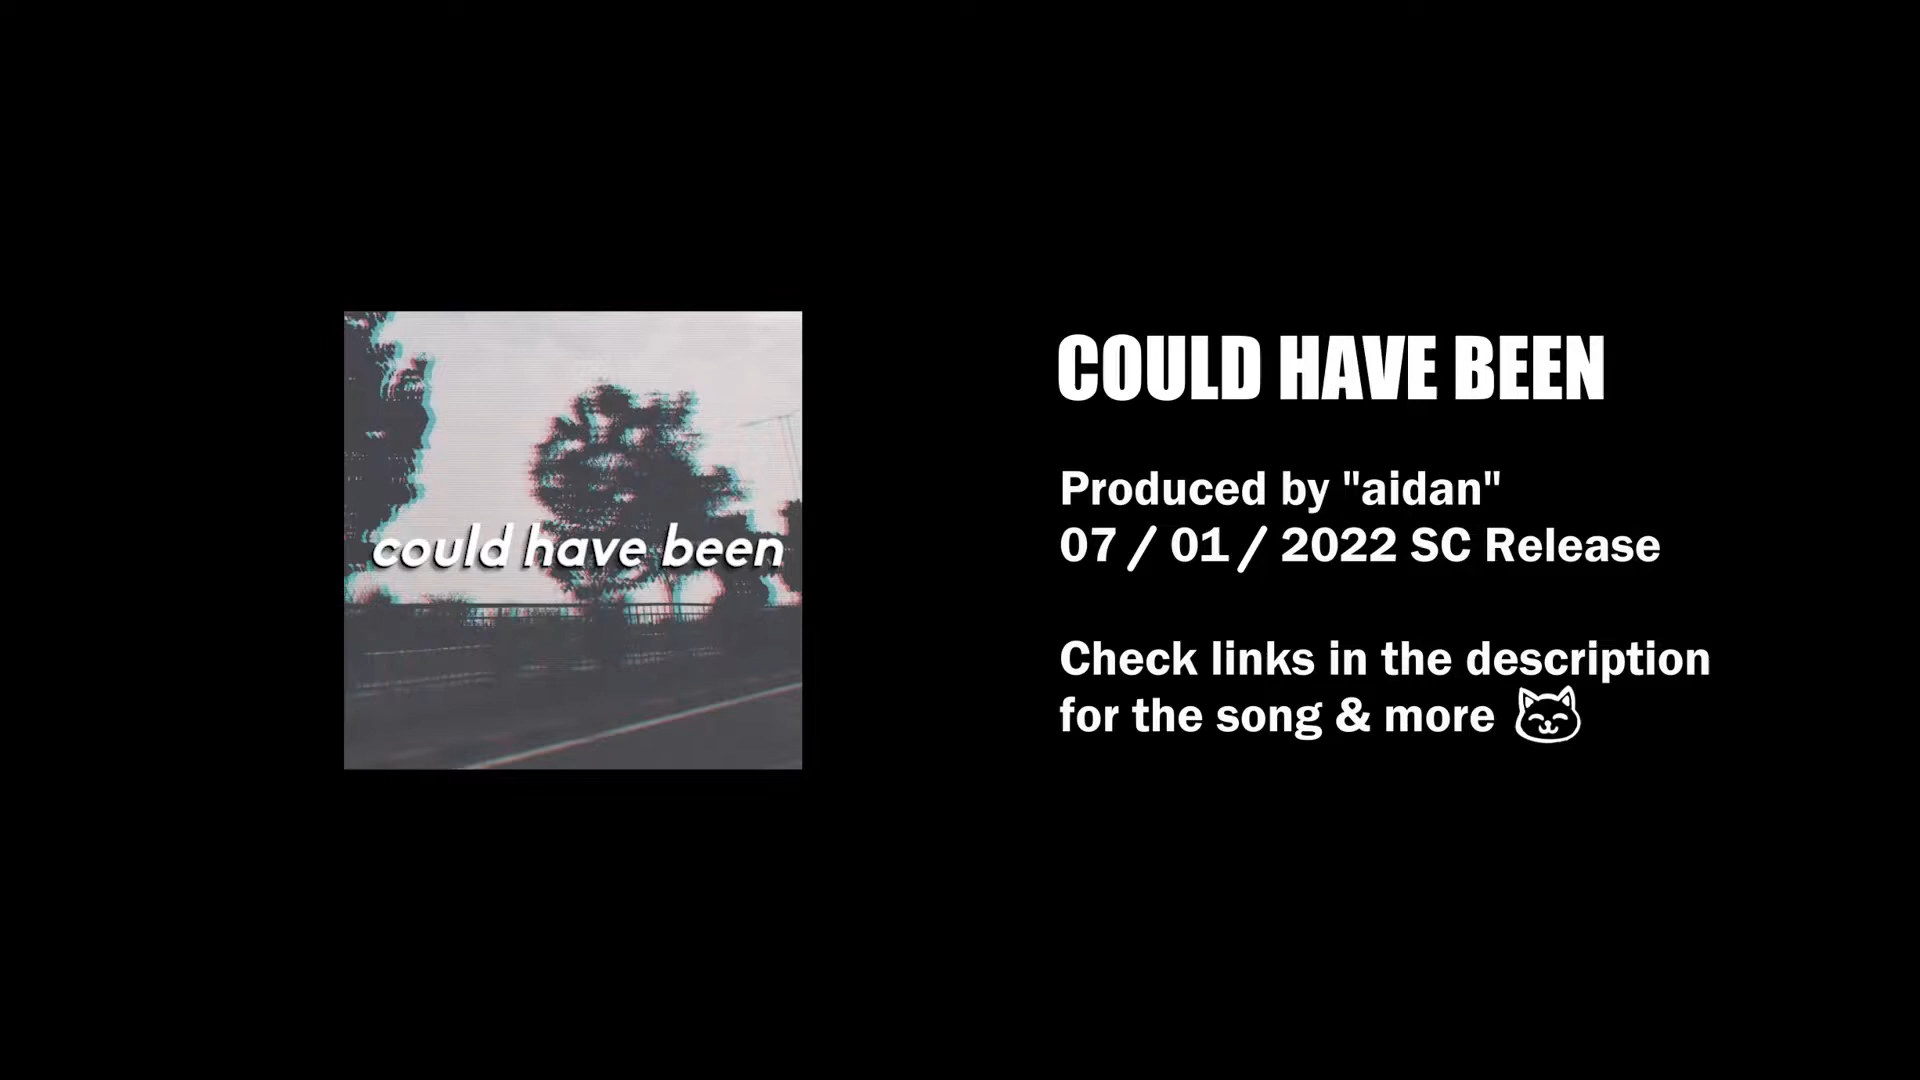 could have been
COULD HAVE BEEN
Produced by "aidan"
07 / 01 / 2022 SC Release
Check links in the description
for the song & more